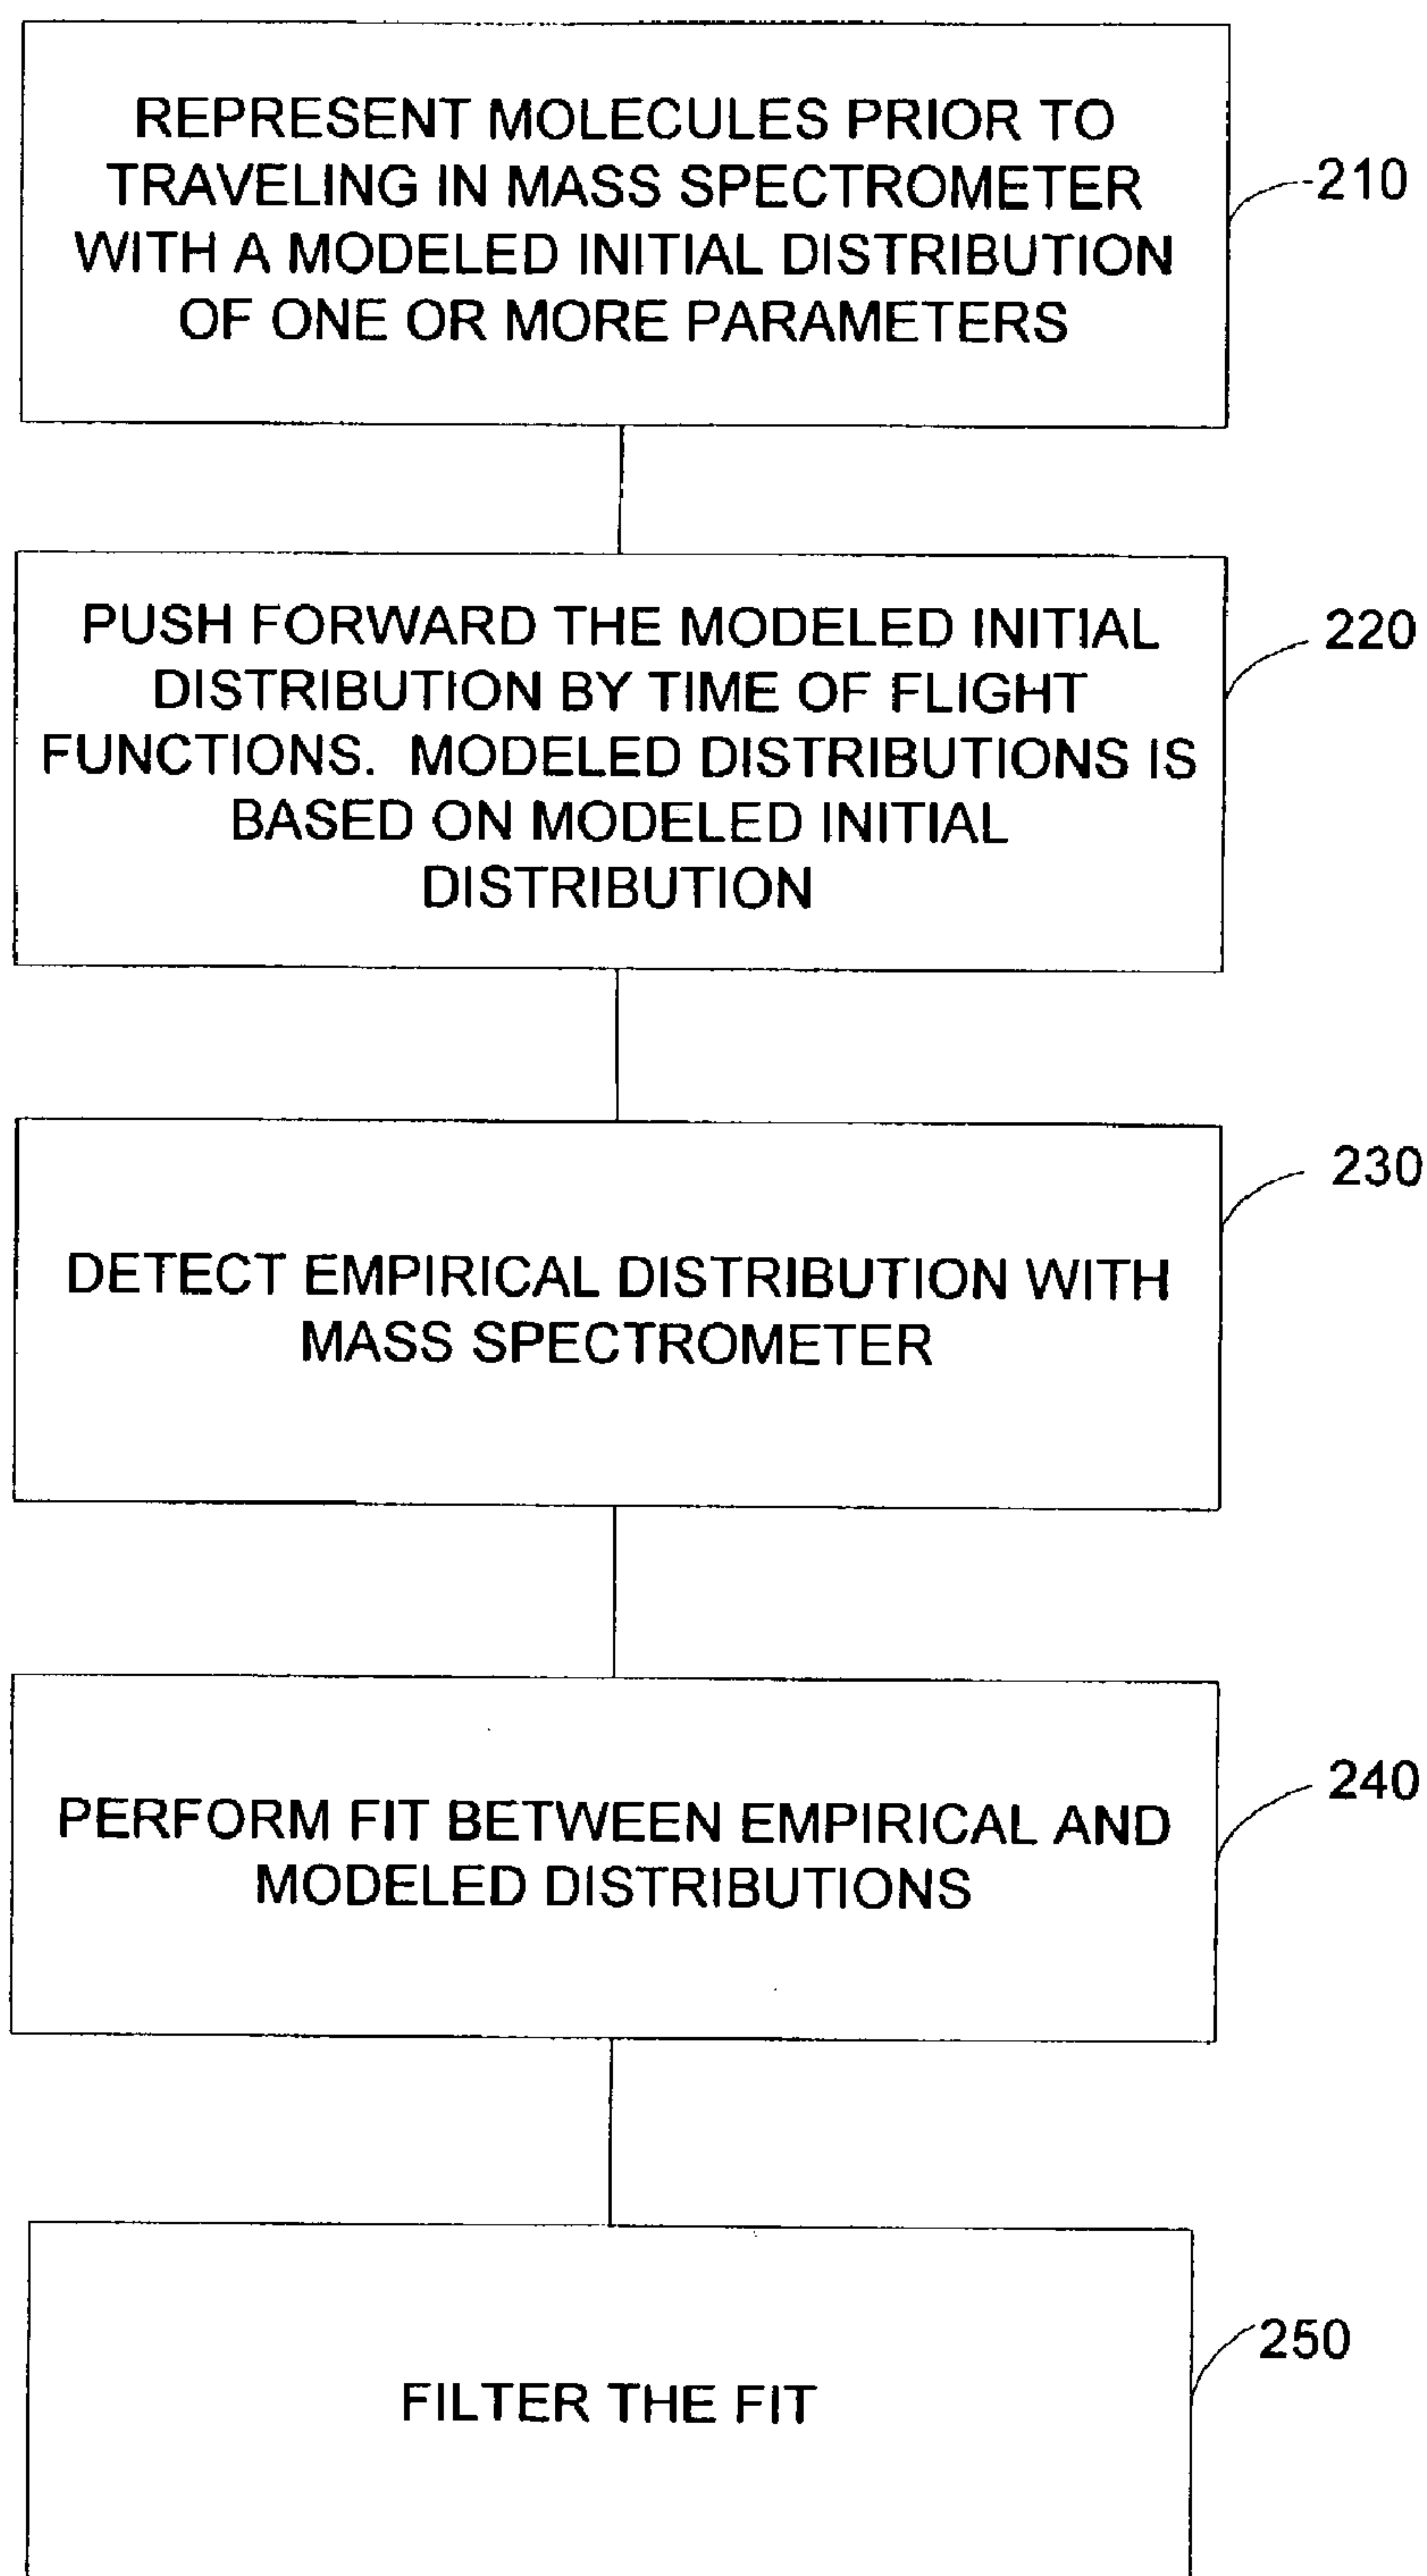 REPRESENT MOLECULES PRIOR TO
TRAVELING IN MASS SPECTROMETER
WITH A MODELED INITIAL DISTRIBUTION
OF ONE OR MORE PARAMETERS
210
PUSH FORWARD THE MODELED INITIAL
DISTRIBUTION BY TIME OF FLIGHT
FUNCTIONS. MODELED DISTRIBUTIONS IS
BASED ON MODELED INITIAL
DISTRIBUTION
220
DETECT EMPIRICAL DISTRIBUTION WITH
MASS SPECTROMETER
230
PERFORM FIT BETWEEN EMPIRICAL AND
MODELED DISTRIBUTIONS
240
FILTER THE FIT
250